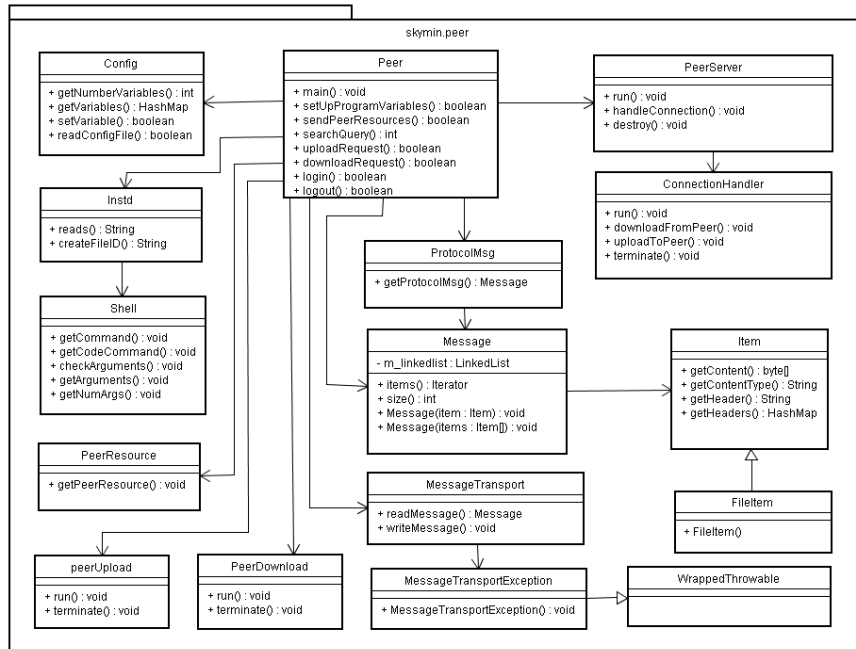 skymin.peer
Config
+ getNumberVariables() : int
+ getVariables() : HashMap
+ setVariable() : boolean
+ readConfigFile() : boolean
Peer
+ main() : void
+ setUpProgramVariables() : boolean
+ sendPeerResources() : boolean
+ searchQuery() : int
+ uploadRequest() : boolean
+ downloadRequest() : boolean
+ login() : boolean
+ logout() : boolean
PeerServer
+ run() : void
+ handleConnection() : void
+ destroy() : void
ConnectionHandler
+ run() : void
+ downloadFromPeer() : void
+ uploadToPeer() : void
+ terminate() : void
Instd
+ reads() : String
+ createFileID() : String
ProtocolMsg
+ getProtocolMsg() : Message
Shell
+ getCommand() : void
+ getCodeCommand() : void
+ checkArguments() : void
+ getArguments() : void
+ getNumArgs() : void
Message
- m_linkedlist : LinkedList
+ items() : Iterator
+ size() : int
+ Message(item : Item) : void
+ Message(items : Item[]) : void
Item
+ getContent() : byte[]
+ getContentType() : String
+ getHeader() : String
+ getHeaders() : HashMap
PeerResource
+ getPeerResource() : void
MessageTransport
+ readMessage() : Message
+ writeMessage() : void
FileItem
+ FileItem()
peerUpload
+ run() : void
+ terminate() : void
PeerDownload
+ run() : void
+ terminate() : void
MessageTransportException
+ MessageTransportException() : void
WrappedThrowable